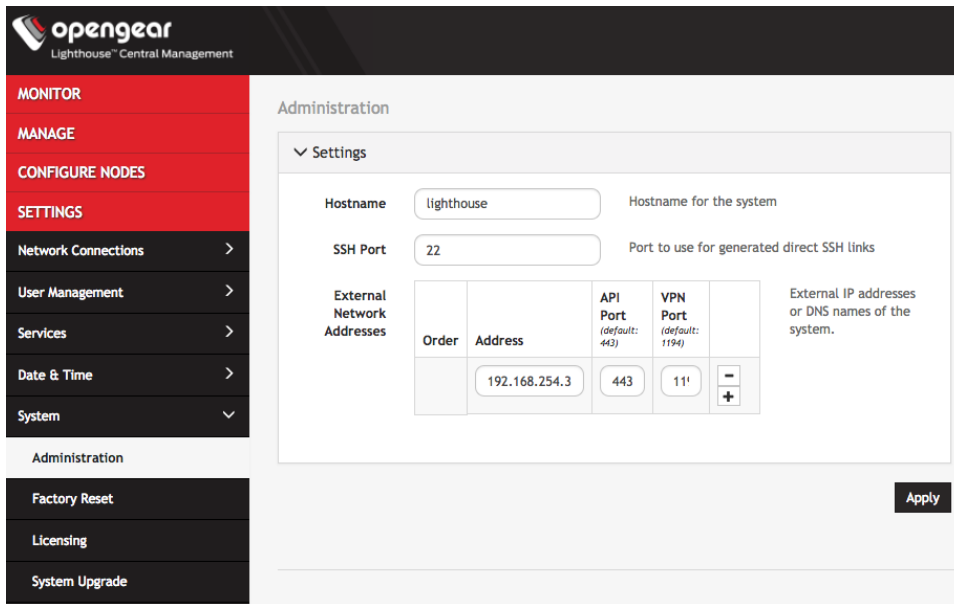 opengear
Lighthouse™ Central Management
MONITOR
MANAGE
CONFIGURE NODES
SETTINGS
Network Connections
User Management
Services
Date & Time
System
Administration
Factory Reset
Licensing
System Upgrade
Administration
Settings
Hostname
lighthouse
Hostname for the system
SSH Port
22
Port to use for generated direct SSH links
External
Network
Addresses
Order
Address
API
Port
(default:
443)
VPN
Port
(default:
1194)
192.168.254.3
443
External IP addresses
or DNS names of the
system.
Apply